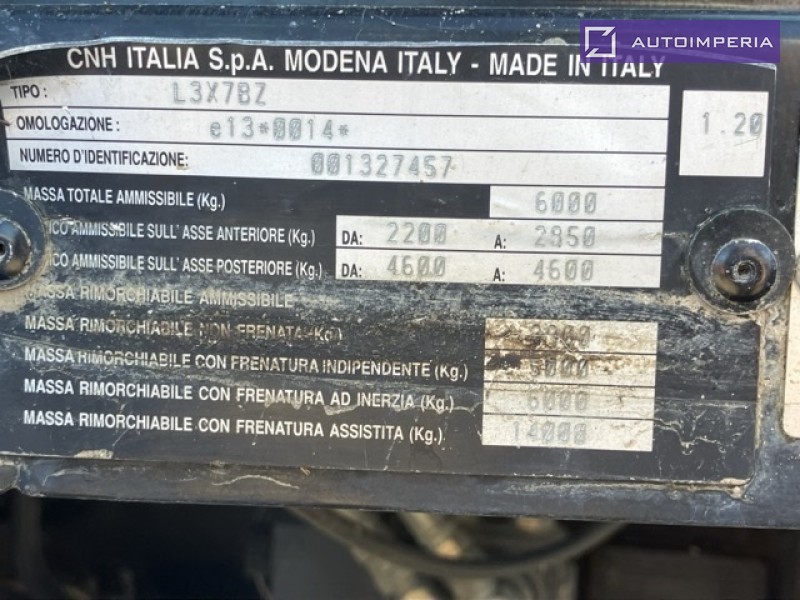 AUTOIMPERIA
CNH ITALIA S.p.A. MODENA ITALY - MADE IN ITALY
TIPO: L3X7BZ
OMOLOGAZIONE: e13*0014* 1.20
NUMERO D'IDENTIFICAZIONE: 001327457
MASSA TOTALE AMMISSIBILE (Kg.) 6000
AMMISSIBILE SULL' ASSE ANTERIORE (Kg.) DA: 2200 A: 2850
AMMISSIBILE SULL' ASSE POSTERIORE (Kg.) DA: 4600 A: 4600
MASSA RIMORCHIABILE AMMISSIBILE
MASSA RIMORCHIABILE NON FRENATA (Kg.)
MASSA RIMORCHIABILE CON FRENATURA INDIPENDENTE (Kg.)
MASSA RIMORCHIABILE CON FRENATURA AD INERZIA (Kg.) 6000
MASSA RIMORCHIABILE CON FRENATURA ASSISTITA (Kg.) 14000